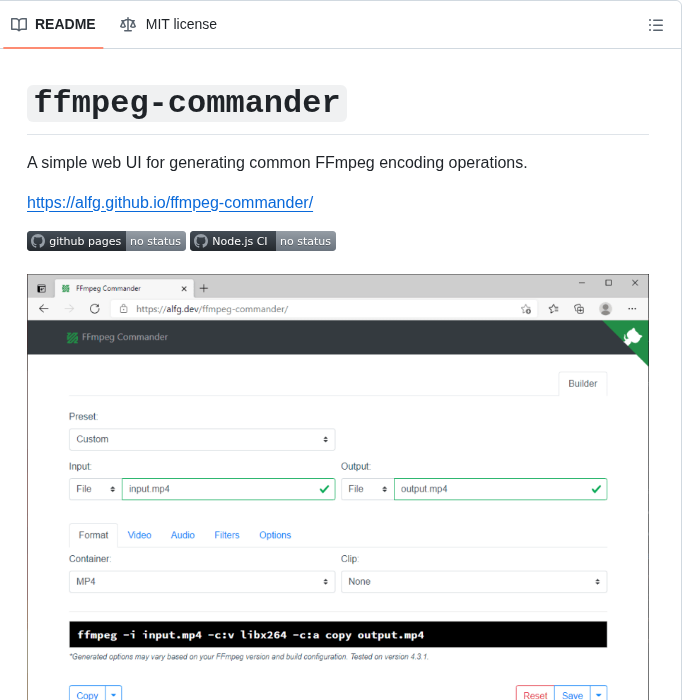 README MIT license
ffmpeg-commander
A simple web UI for generating common FFmpeg encoding operations.
https://alfg.github.io/ffmpeg-commander/
github pages no status Node.js CI no status
FFmpeg Commander
https://alfg.dev/ffmpeg-commander/
FFmpeg Commander
Builder
Preset:
Custom
Input: Output:
File input.mp4 File output.mp4
Format Video Audio Filters Options
Container: Clip:
MP4 None
ffmpeg -i input.mp4 -c:v libx264 -c:a copy output.mp4
*Generated options may vary based on your FFmpeg version and build configuration. Tested on version 4.3.1.
Copy Reset Save